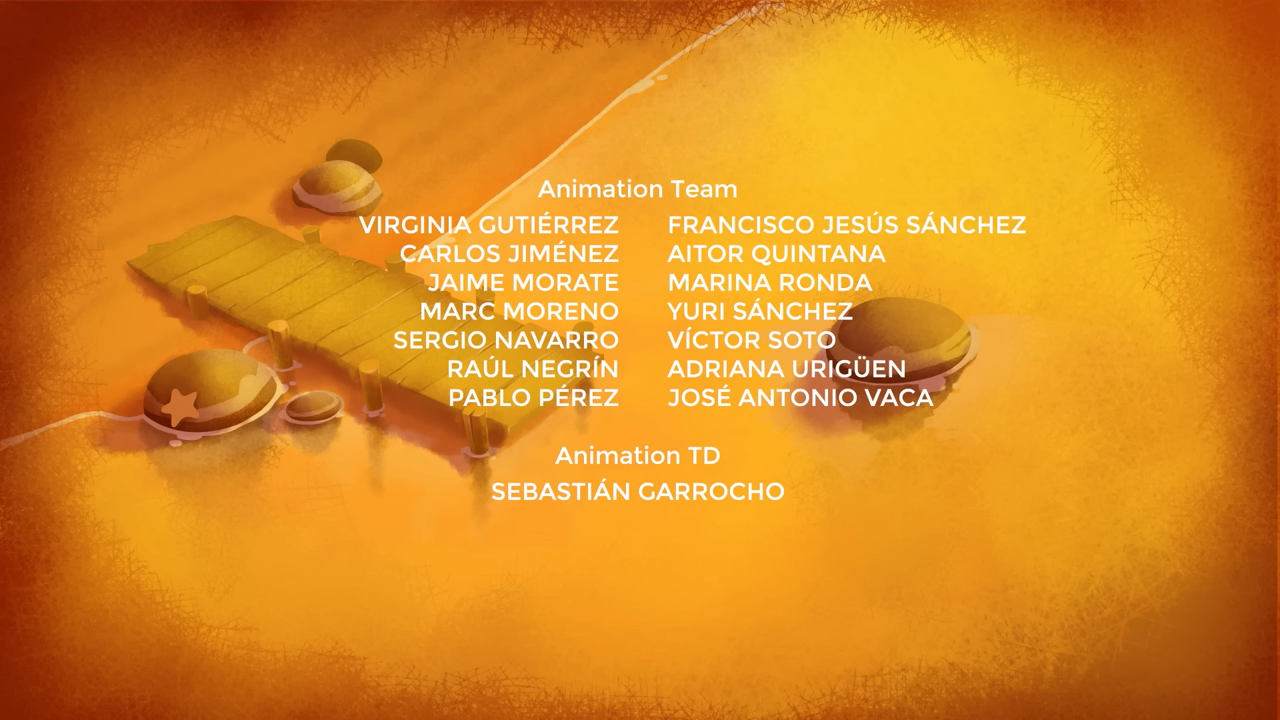 Animation Team
VIRGINIA GUTIÉRREZ FRANCISCO JESÚS SÁNCHEZ
CARLOS JIMÉNEZ AITOR QUINTANA
JAIME MORATE MARINA RONDA
MARC MORENO YURI SÁNCHEZ
SERGIO NAVARRO VÍCTOR SOTO
RAÚL NEGRÍN ADRIANA URIGÜEN
PABLO PÉREZ JOSÉ ANTONIO VACA
Animation TD
SEBASTIÁN GARROCHO